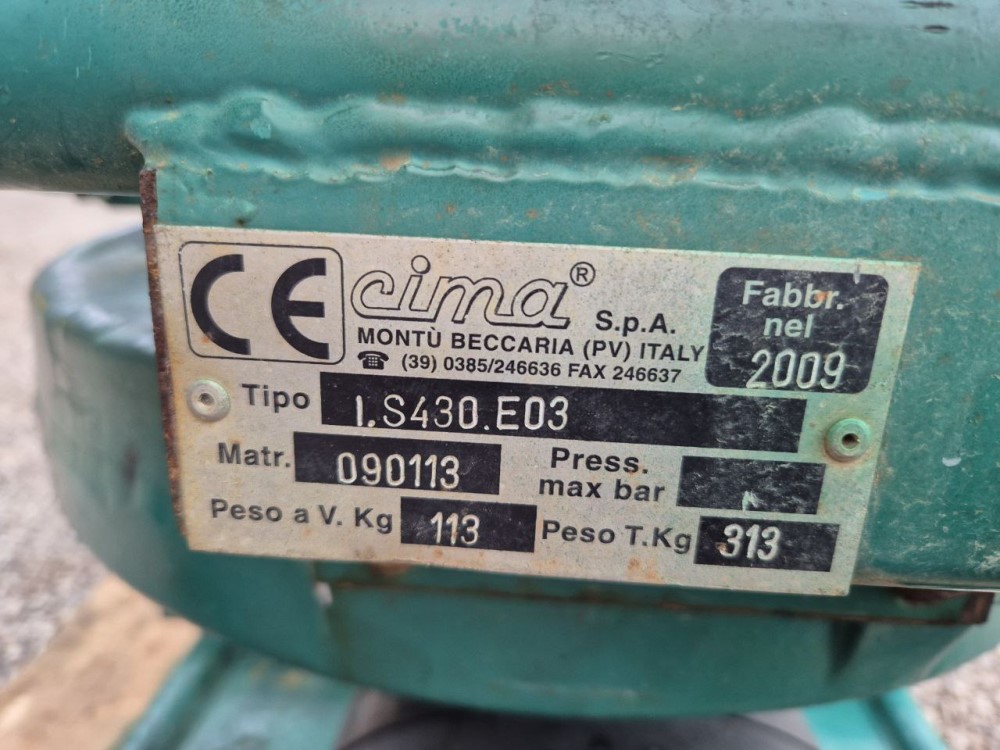 CE cima® S.p.A.
MONTÙ BECCARIA (PV) ITALY
☎ (39) 0385/246636 FAX 246637
Fabbr.
nel
2009
Tipo I.S430.E03
Matr. 090113
Press.
max bar
Peso a V. Kg 113 Peso T.Kg 313